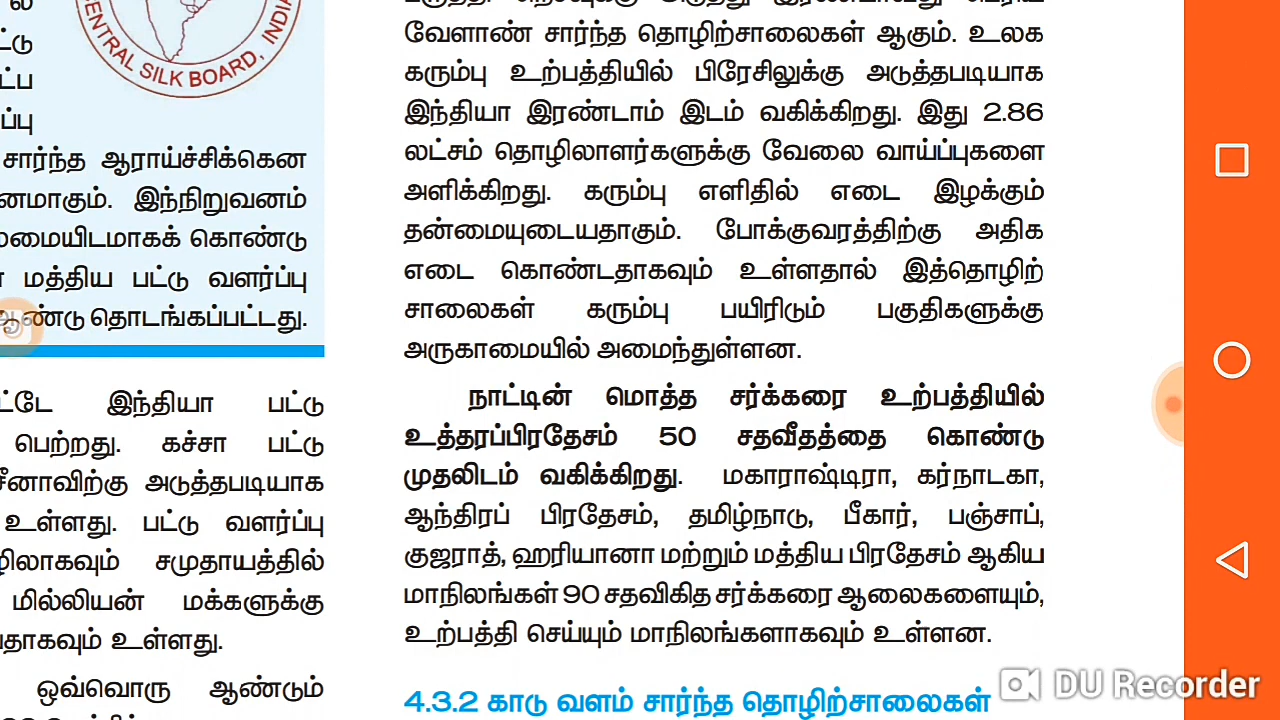 CENTRAL SILK BOARD, INDIA
சார்ந்த ஆராய்ச்சிக்கென
இந்நிறுவனம்
கொண்டு
மத்திய பட்டு வளர்ப்பு
ஆண்டு தொடங்கப்பட்டது.
இந்தியா பட்டு
பெற்றது. கச்சா பட்டு
அடுத்தபடியாக
உள்ளது. பட்டு வளர்ப்பு
சமுதாயத்தில்
மில்லியன் மக்களுக்கு
உள்ளது.
ஒவ்வொரு ஆண்டும்
வேளாண் சார்ந்த தொழிற்சாலைகள் ஆகும். உலக
கரும்பு உற்பத்தியில் பிரேசிலுக்கு அடுத்தபடியாக
இந்தியா இரண்டாம் இடம் வகிக்கிறது. இது 2.86
லட்சம் தொழிலாளர்களுக்கு வேலை வாய்ப்புகளை
அளிக்கிறது. கரும்பு எளிதில் எடை இழக்கும்
தன்மையுடையதாகும். போக்குவரத்திற்கு அதிக
எடை கொண்டதாகவும் உள்ளதால் இத்தொழிற்
சாலைகள் கரும்பு பயிரிடும் பகுதிகளுக்கு
அருகாமையில் அமைந்துள்ளன.
நாட்டின் மொத்த சர்க்கரை உற்பத்தியில்
உத்தரப்பிரதேசம் 50 சதவீதத்தை கொண்டு
முதலிடம் வகிக்கிறது. மகாராஷ்டிரா, கர்நாடகா,
ஆந்திரப் பிரதேசம், தமிழ்நாடு, பீகார், பஞ்சாப்,
குஜராத், ஹரியானா மற்றும் மத்திய பிரதேசம் ஆகிய
மாநிலங்கள் 90 சதவிகித சர்க்கரை ஆலைகளையும்,
உற்பத்தி செய்யும் மாநிலங்களாகவும் உள்ளன.
4.3.2 காடு வளம் சார்ந்த தொழிற்சாலைகள்
DU Recorder